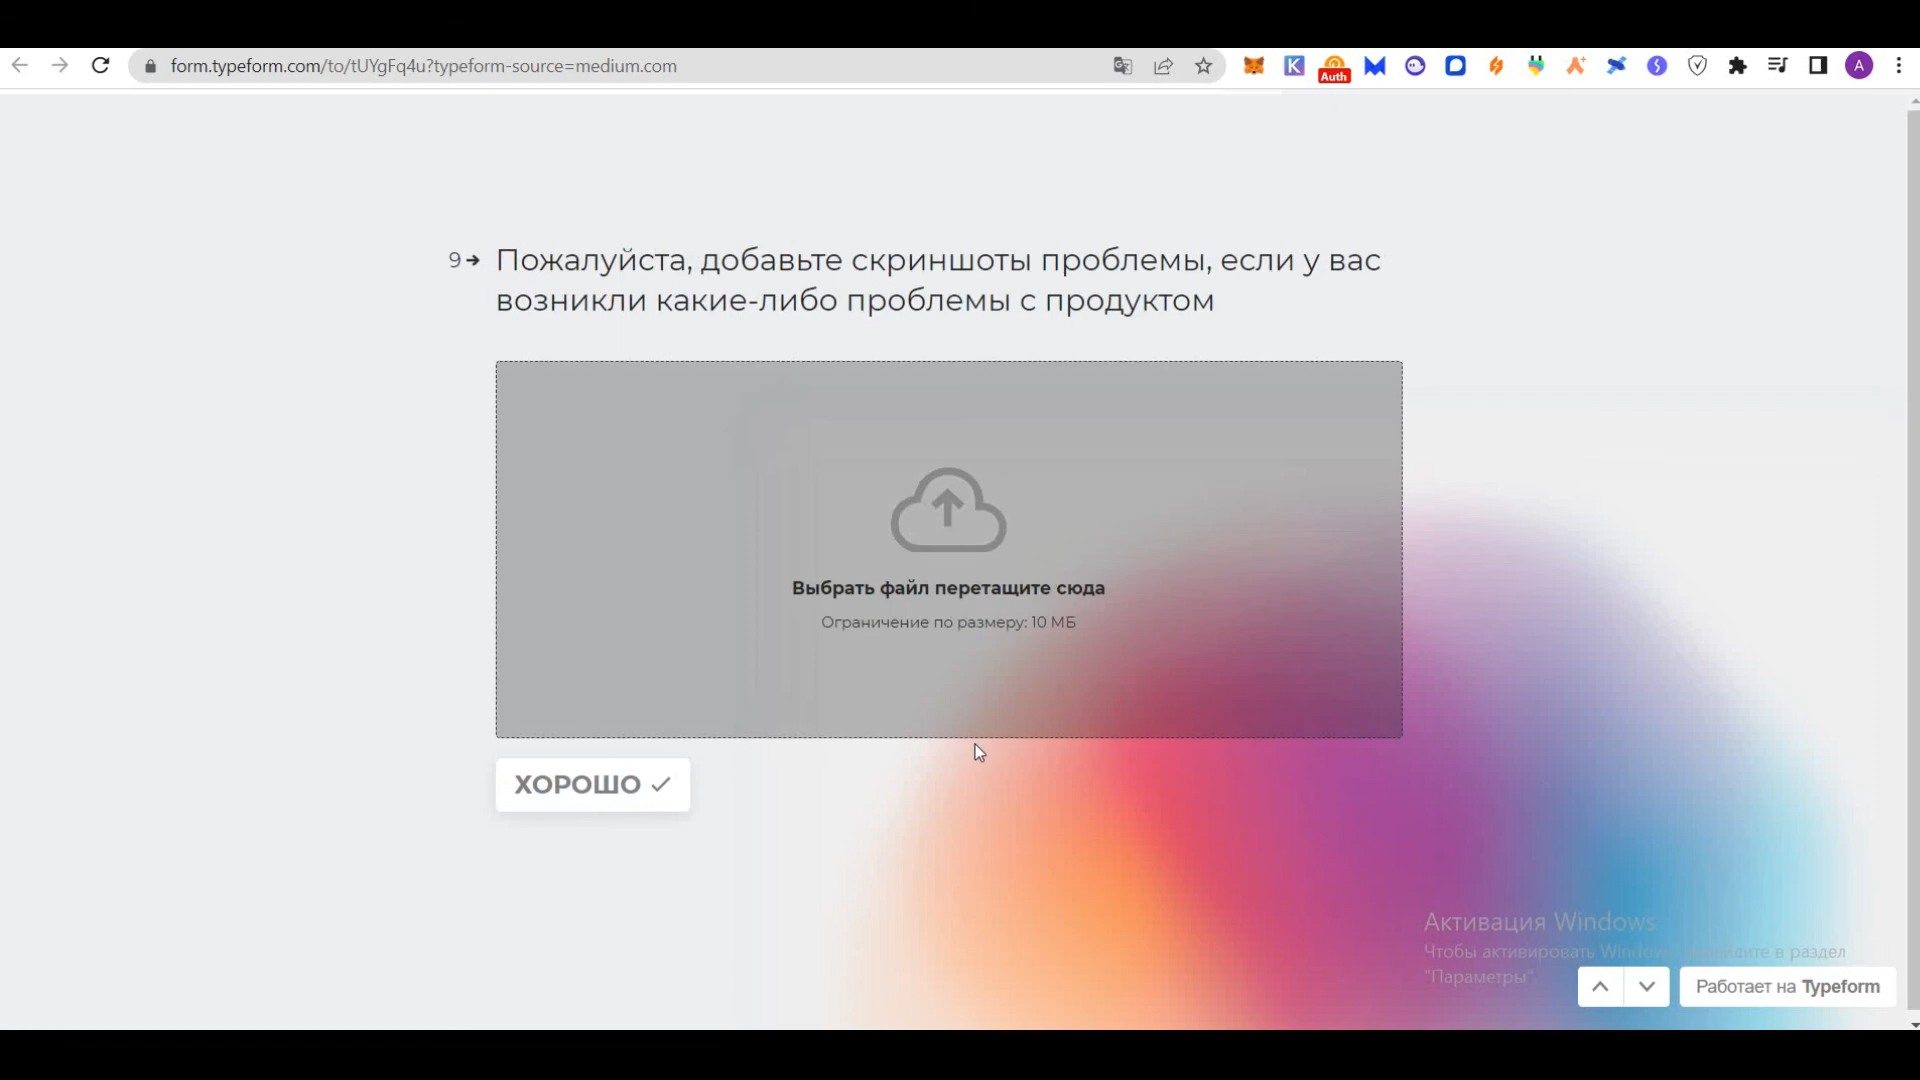 form.typeform.com/to/tUYgFq4u?typeform-source=medium.com
K
Auth
A
9
Пожалуйста, добавьте скриншоты проблемы, если у вас
возникли какие-либо проблемы с продуктом
Выбрать файл перетащите сюда
Ограничение по размеру: 10 МБ
ХОРОШО
Активация Windows
Чтобы активировать Windows в раздел
"Параметры"
Работает на Typeform